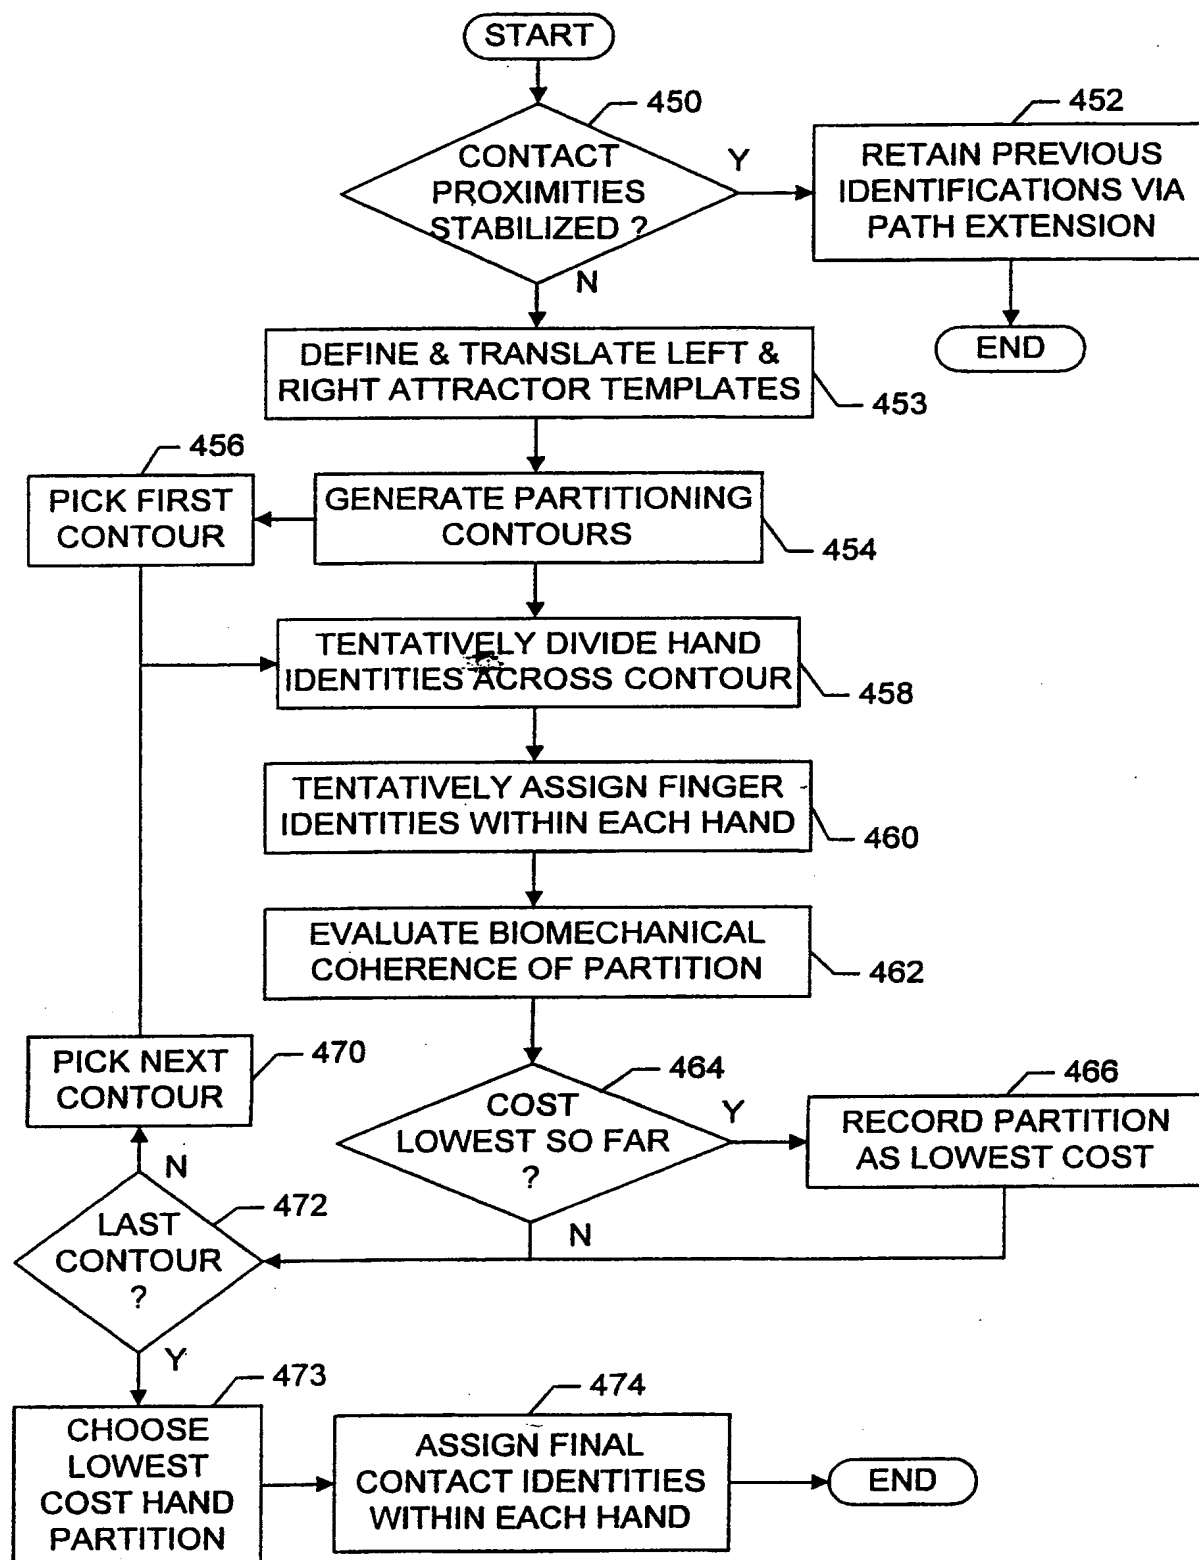 START
450
CONTACT
PROXIMITIES
STABILIZED ?
Y
N
452
RETAIN PREVIOUS
IDENTIFICATIONS VIA
PATH EXTENSION
END
DEFINE & TRANSLATE LEFT &
RIGHT ATTRACTOR TEMPLATES
453
456
PICK FIRST
CONTOUR
GENERATE PARTITIONING
CONTOURS
454
TENTATIVELY DIVIDE HAND
IDENTITIES ACROSS CONTOUR
458
TENTATIVELY ASSIGN FINGER
IDENTITIES WITHIN EACH HAND
460
EVALUATE BIOMECHANICAL
COHERENCE OF PARTITION
462
PICK NEXT
CONTOUR
470
464
COST
LOWEST SO FAR
?
Y
N
466
RECORD PARTITION
AS LOWEST COST
N
472
LAST
CONTOUR
?
Y
473
CHOOSE
LOWEST
COST HAND
PARTITION
474
ASSIGN FINAL
CONTACT IDENTITIES
WITHIN EACH HAND
END